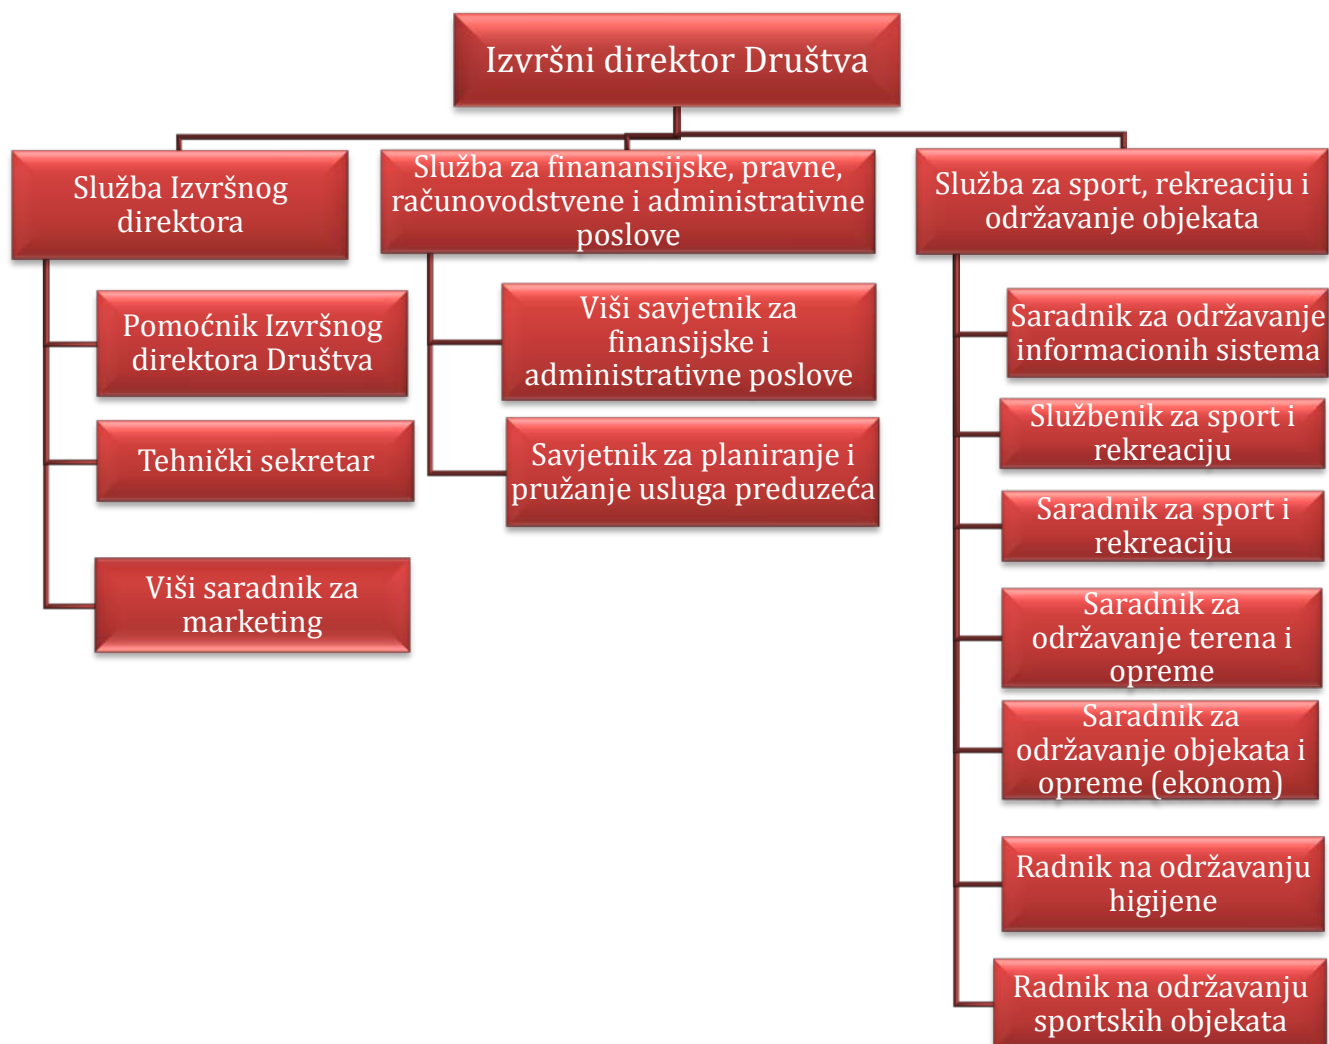 Izvršni direktor Društva
Služba Izvršnog
direktora
Pomoćnik Izvršnog
direktora Društva
Tehnički sekretar
Viši saradnik za
marketing
Služba za finanansijske, pravne,
računovodstvene i administrativne
poslove
Viši savjetnik za
finansijske i
administrativne poslove
Savjetnik za planiranje i
pružanje usluga preduzeća
Služba za sport, rekreaciju i
održavanje objekata
Saradnik za održavanje
informacionih sistema
Službenik za sport i
rekreaciju
Saradnik za sport i
rekreaciju
Saradnik za
održavanje terena i
opreme
Saradnik za
održavanje objekata i
opreme (ekonom)
Radnik na održavanju
higijene
Radnik na održavanju
sportskih objekata